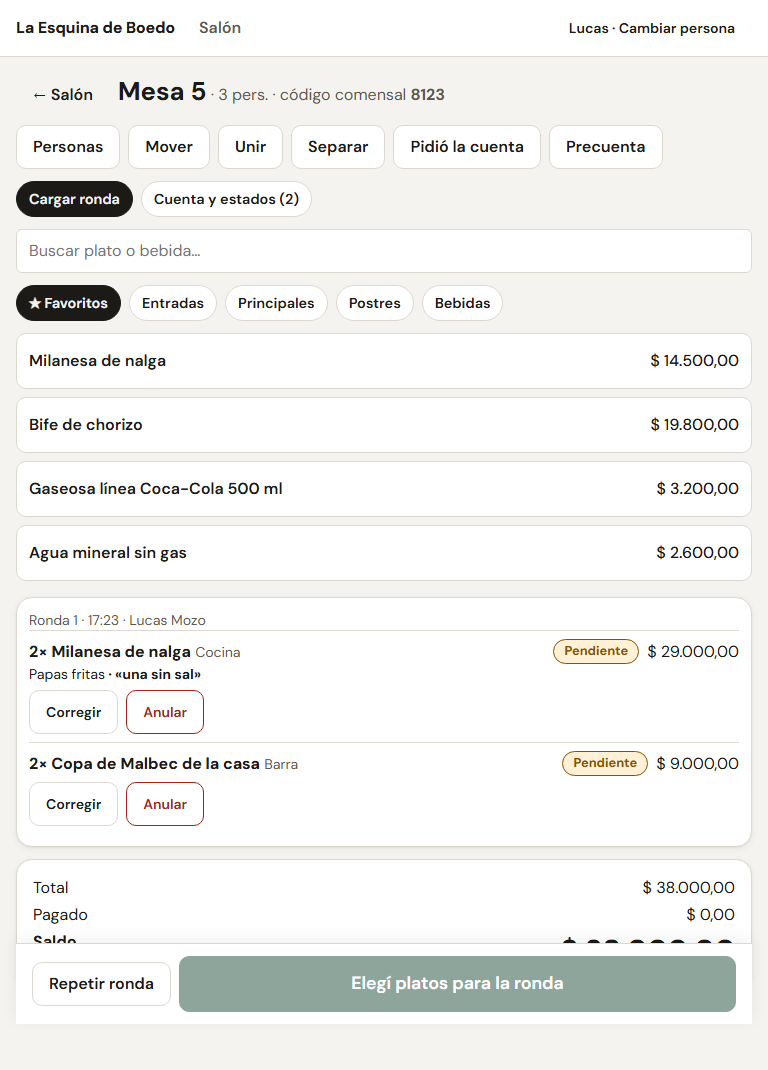 La Esquina de Boedo Salón Lucas · Cambiar persona
← Salón Mesa 5 · 3 pers. · código comensal 8123
Personas Mover Unir Separar Pidió la cuenta Precuenta
Cargar ronda Cuenta y estados (2)
Buscar plato o bebida...
★ Favoritos Entradas Principales Postres Bebidas
Milanesa de nalga $ 14.500,00
Bife de chorizo $ 19.800,00
Gaseosa línea Coca-Cola 500 ml $ 3.200,00
Agua mineral sin gas $ 2.600,00
Ronda 1 · 17:23 · Lucas Mozo
2× Milanesa de nalga Cocina Pendiente $ 29.000,00
Papas fritas · «una sin sal»
Corregir Anular
2× Copa de Malbec de la casa Barra Pendiente $ 9.000,00
Corregir Anular
Total $ 38.000,00
Pagado $ 0,00
Saldo
Repetir ronda Elegí platos para la ronda